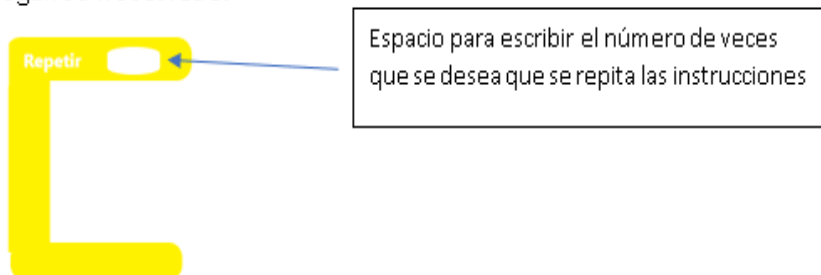 Repetir
Espacio para escribir el número de veces
que se desea que se repita las instrucciones